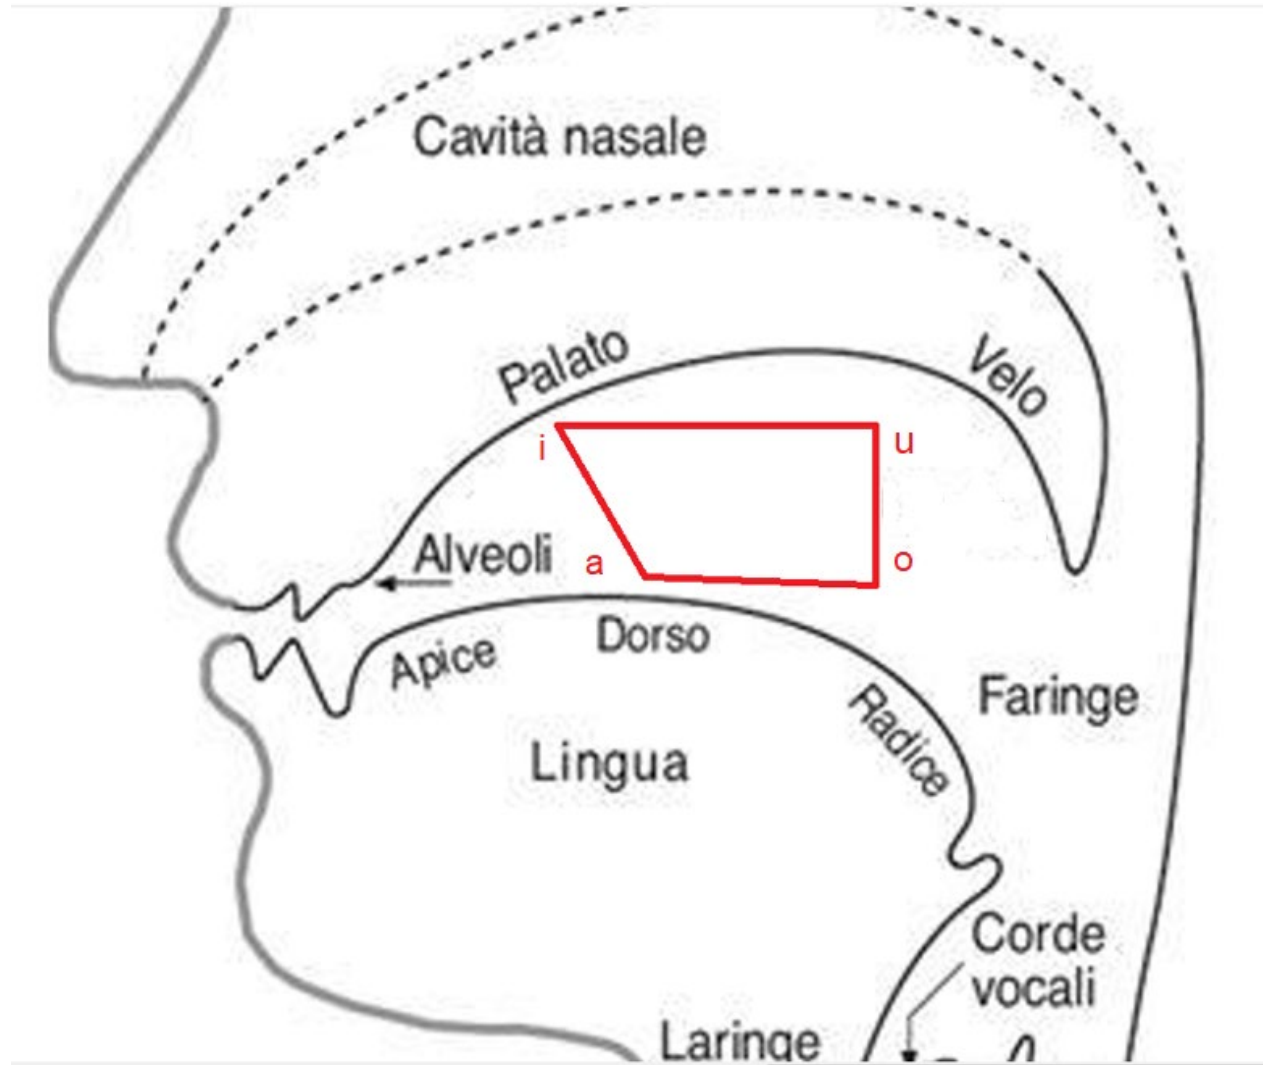 Cavità nasale
Palato
Velo
i
u
Alveoli
a
o
Apice
Dorso
Radice
Faringe
Lingua
Corde
vocali
Laringe